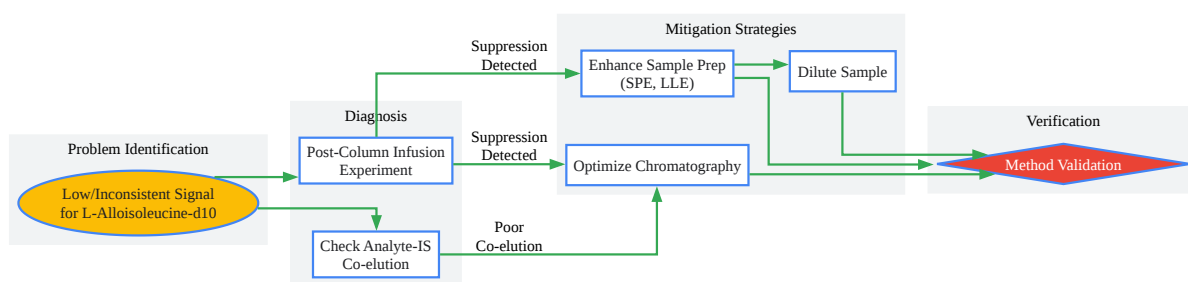 Problem Identification
Low/Inconsistent Signal
for L-Alloisoleucine-d10
Diagnosis
Post-Column Infusion
Experiment
Check Analyte-IS
Co-elution
Suppression
Detected
Suppression
Detected
Poor
Co-elution
Mitigation Strategies
Enhance Sample Prep
(SPE, LLE)
Dilute Sample
Optimize Chromatography
Verification
Method Validation